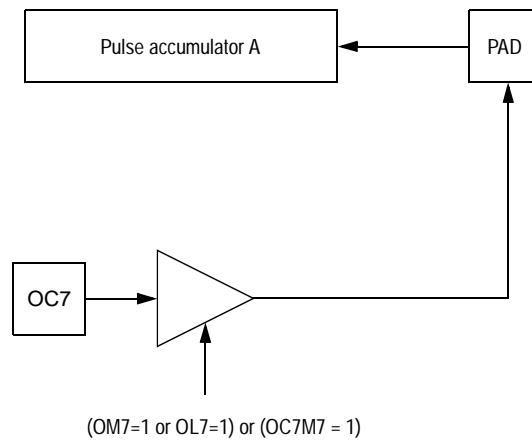 Pulse accumulator A
PAD
OC7
(OM7=1 or OL7=1) or (OC7M7 = 1)